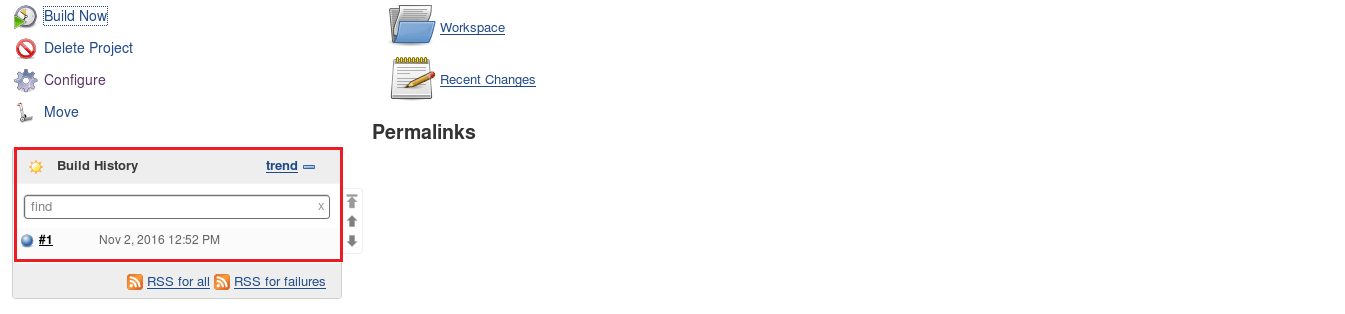 Build Now
Delete Project
Configure
Move
Build History trend
find x
#1 Nov 2, 2016 12:52 PM
RSS for all RSS for failures
Workspace
Recent Changes
Permalinks